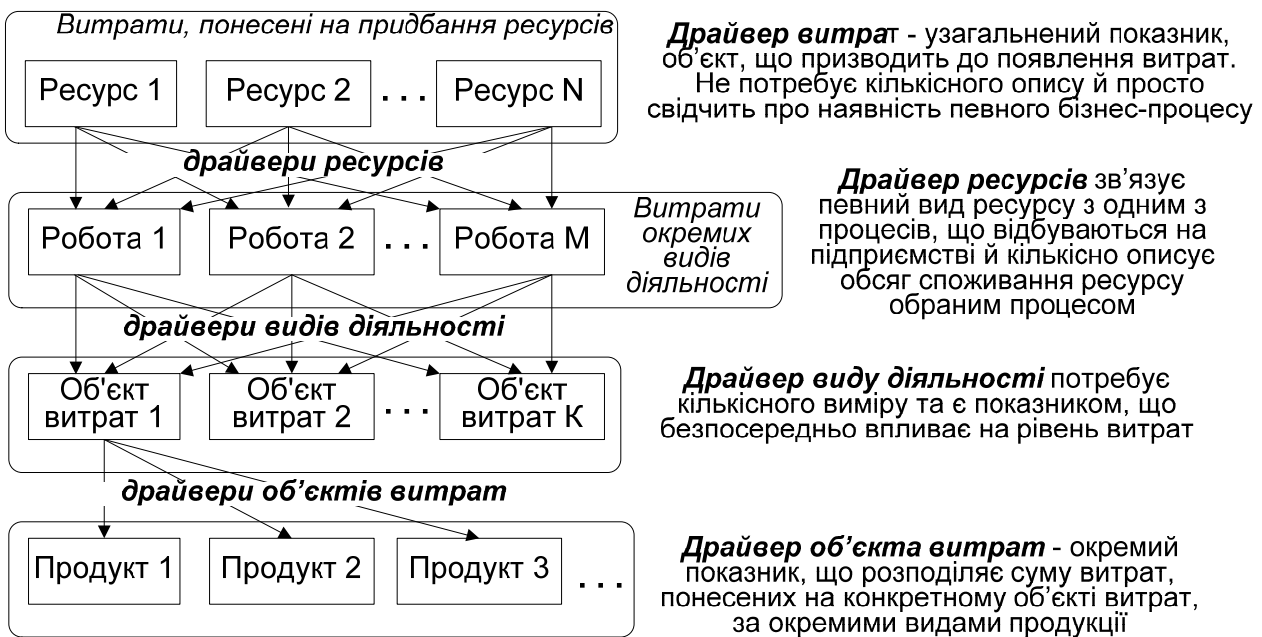 Витрати, понесені на придбання ресурсів
Ресурс 1
Ресурс 2
. . .
Ресурс N
драйвери ресурсів
Робота 1
Робота 2
. . .
Робота М
Витрати
окремих
видів
діяльності
драйвери видів діяльності
Об'єкт
витрат 1
Об'єкт
витрат 2
. . .
Об'єкт
витрат К
драйвери об’єктів витрат
Продукт 1
Продукт 2
Продукт 3
. . .
Драйвер витрат - узагальнений показник,
об’єкт, що призводить до появлення витрат.
Не потребує кількісного опису й просто
свідчить про наявність певного бізнес-процесу
Драйвер ресурсів зв’язує
певний вид ресурсу з одним з
процесів, що відбуваються на
підприємстві й кількісно описує
обсяг споживання ресурсу
обраним процесом
Драйвер виду діяльності потребує
кількісного виміру та є показником, що
безпосередньо впливає на рівень витрат
Драйвер об’єкта витрат - окремий
показник, що розподіляє суму витрат,
понесених на конкретному об’єкті витрат,
за окремими видами продукції